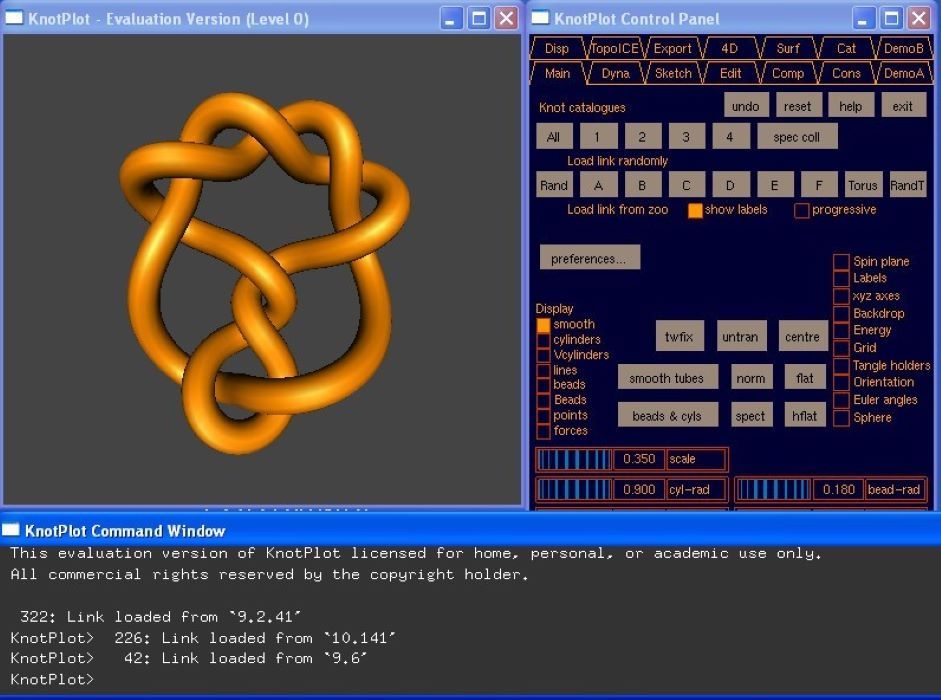 KnotPlot - Evaluation Version (Level 0)
KnotPlot Control Panel
Disp TopoICE Export 4D Surf Cat DemoB
Main Dyna Sketch Edit Comp Cons DemoA
Knot catalogues undo reset help exit
All 1 2 3 4 spec coll
Load link randomly
Rand A B C D E F Torus RandT
Load link from zoo show labels progressive
preferences...
Spin plane
Labels
xyz axes
Backdrop
Energy
Grid
Tangle holders
Orientation
Euler angles
Sphere
Display
smooth
cylinders
Vcylinders
lines
beads
Beads
points
forces
twfix untran centre
smooth tubes norm flat
beads & cyls spect hflat
0.350 scale
0.900 cyl-rad 0.180 bead-rad
KnotPlot Command Window
This evaluation version of KnotPlot licensed for home, personal, or academic use only.
All commercial rights reserved by the copyright holder.
322: Link loaded from `9.2.41'
KnotPlot> 226: Link loaded from `10.141'
KnotPlot> 42: Link loaded from `9.6'
KnotPlot>